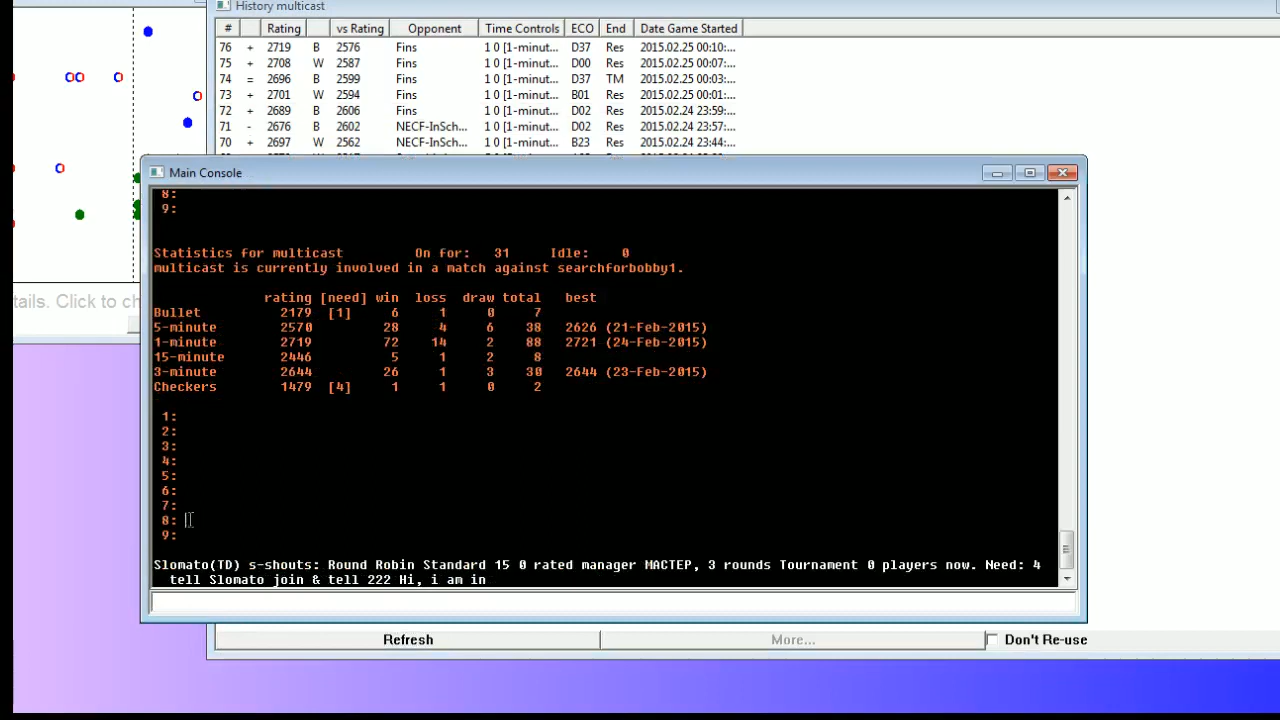 History multicast
# Rating vs Rating Opponent Time Controls ECO End Date Game Started
76 + 2719 B 2576 Fins 1 0 [1-minut... D37 Res 2015.02.25 00:10:...
75 + 2708 W 2587 Fins 1 0 [1-minut... D00 Res 2015.02.25 00:07:...
74 = 2696 B 2599 Fins 1 0 [1-minut... D37 TM 2015.02.25 00:03:...
73 + 2701 W 2594 Fins 1 0 [1-minut... B01 Res 2015.02.25 00:01:...
72 + 2689 B 2606 Fins 1 0 [1-minut... D02 Res 2015.02.24 23:59:...
71 - 2676 B 2602 NECF-InSch... 1 0 [1-minut... D02 Res 2015.02.24 23:57:...
70 + 2697 W 2562 NECF-InSch... 1 0 [1-minut... B23 Res 2015.02.24 23:44:...
Main Console
8:
9:
Statistics for multicast On for: 31 Idle: 0
multicast is currently involved in a match against searchforbobby1.
rating [need] win loss draw total best
Bullet 2179 [1] 6 1 0 7
5-minute 2570 28 4 6 38 2626 (21-Feb-2015)
1-minute 2719 72 14 2 88 2721 (24-Feb-2015)
15-minute 2446 5 1 2 8
3-minute 2644 26 1 3 30 2644 (23-Feb-2015)
Checkers 1479 [4] 1 1 0 2
1:
2:
3:
4:
5:
6:
7:
8:
9:
Slomato(TD) s-shouts: Round Robin Standard 15 0 rated manager MACTEP, 3 rounds Tournament 0 players now. Need: 4
tell Slomato join & tell 222 Hi, i am in
tails. Click to ch
Refresh More... Don't Re-use